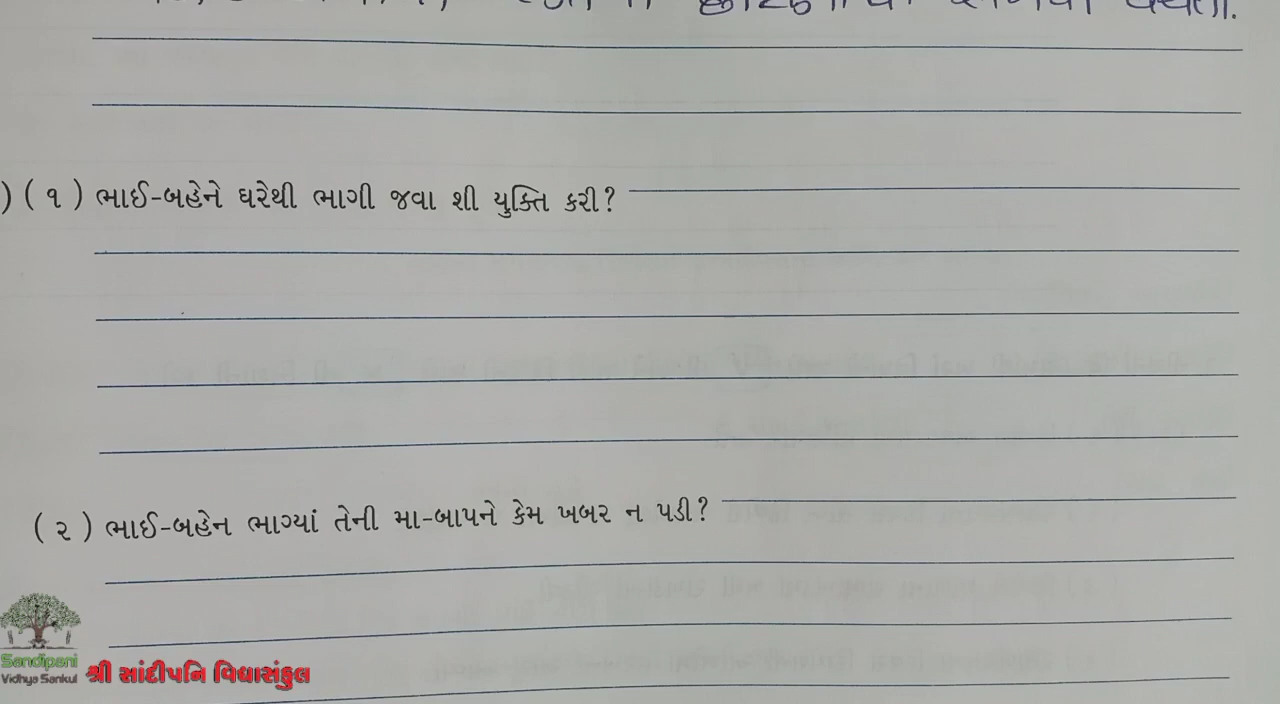 ) ( ૧ ) ભાઈ-બહેને ઘરેથી ભાગી જવા શી યુક્તિ કરી?
( ૨ ) ભાઈ-બહેન ભાગ્યાં તેની મા-બાપને કેમ ખબર ન પડી?
Sandipani
Vidhya Sankul
શ્રી સાંદીપનિ વિદ્યાસંકુલ